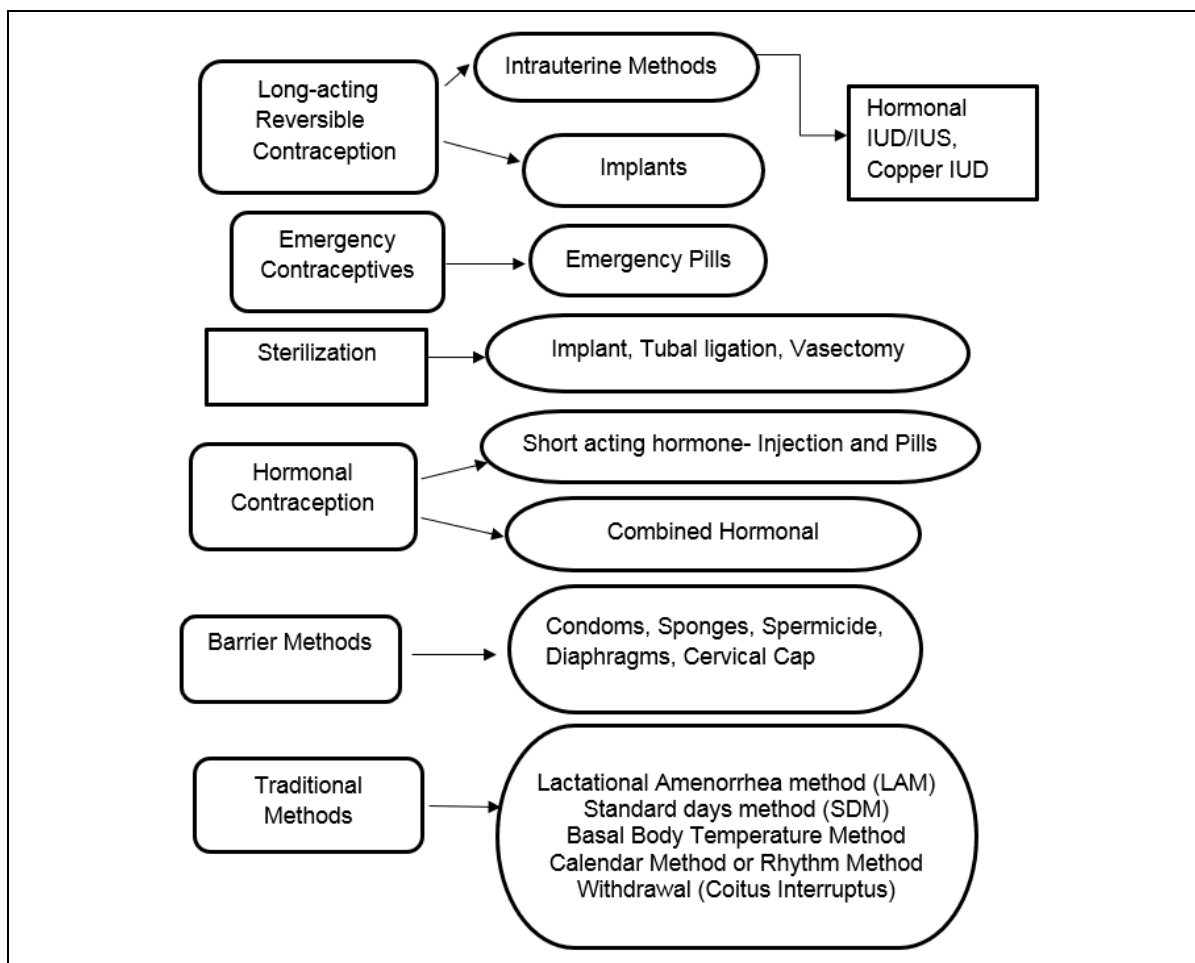 Long-acting
Reversible
Contraception
Intrauterine Methods
Hormonal
IUD/IUS,
Copper IUD
Implants
Emergency
Contraceptives
Emergency Pills
Sterilization
Implant, Tubal ligation, Vasectomy
Hormonal
Contraception
Short acting hormone- Injection and Pills
Combined Hormonal
Barrier Methods
Condoms, Sponges, Spermicide,
Diaphragms, Cervical Cap
Traditional
Methods
Lactational Amenorrhea method (LAM)
Standard days method (SDM)
Basal Body Temperature Method
Calendar Method or Rhythm Method
Withdrawal (Coitus Interruptus)